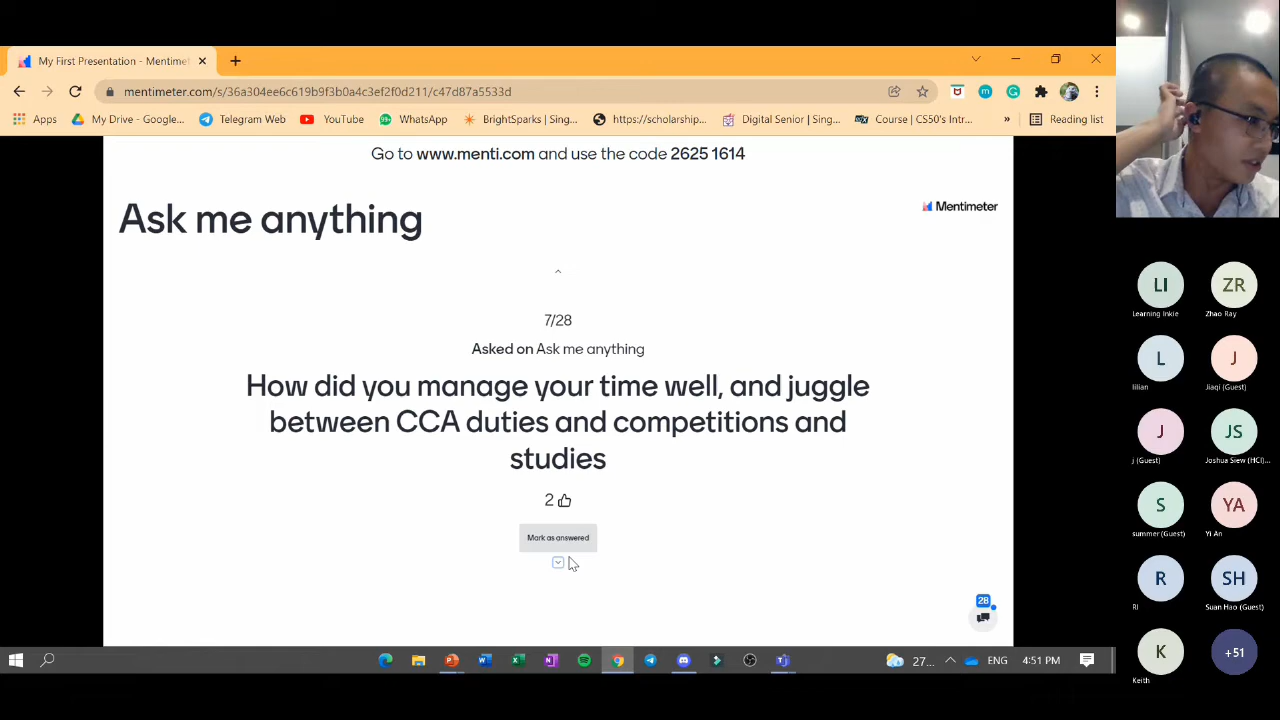 My First Presentation - Mentime
mentimeter.com/s/36a304ee6c619b9f3b0a4c3ef2f0d211/c47d87a5533d
Apps
My Drive - Google...
Telegram Web
YouTube
WhatsApp
BrightSparks | Sing...
https://scholarship...
Digital Senior | Sing...
Course | CS50's Intr...
»
Reading list
Go to www.menti.com and use the code 2625 1614
Ask me anything
Mentimeter
7/28
Asked on Ask me anything
How did you manage your time well, and juggle
between CCA duties and competitions and
studies
2
Mark as answered
28
27...
ENG
4:51 PM
LI
Learning Inkie
ZR
Zhao Ray
L
lilian
J
Jiaqi (Guest)
J
j (Guest)
JS
Joshua Siew (HCI)...
S
summer (Guest)
YA
Yi An
R
RI
SH
Suan Hao (Guest)
K
Keith
+51